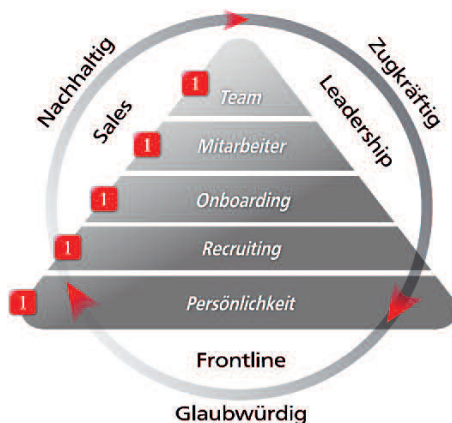 Nachhaltig
Zugkräftig
Sales
Leadership
1
Team
1
Mitarbeiter
1
Onboarding
1
Recruiting
1
Persönlichkeit
Frontline
Glaubwürdig